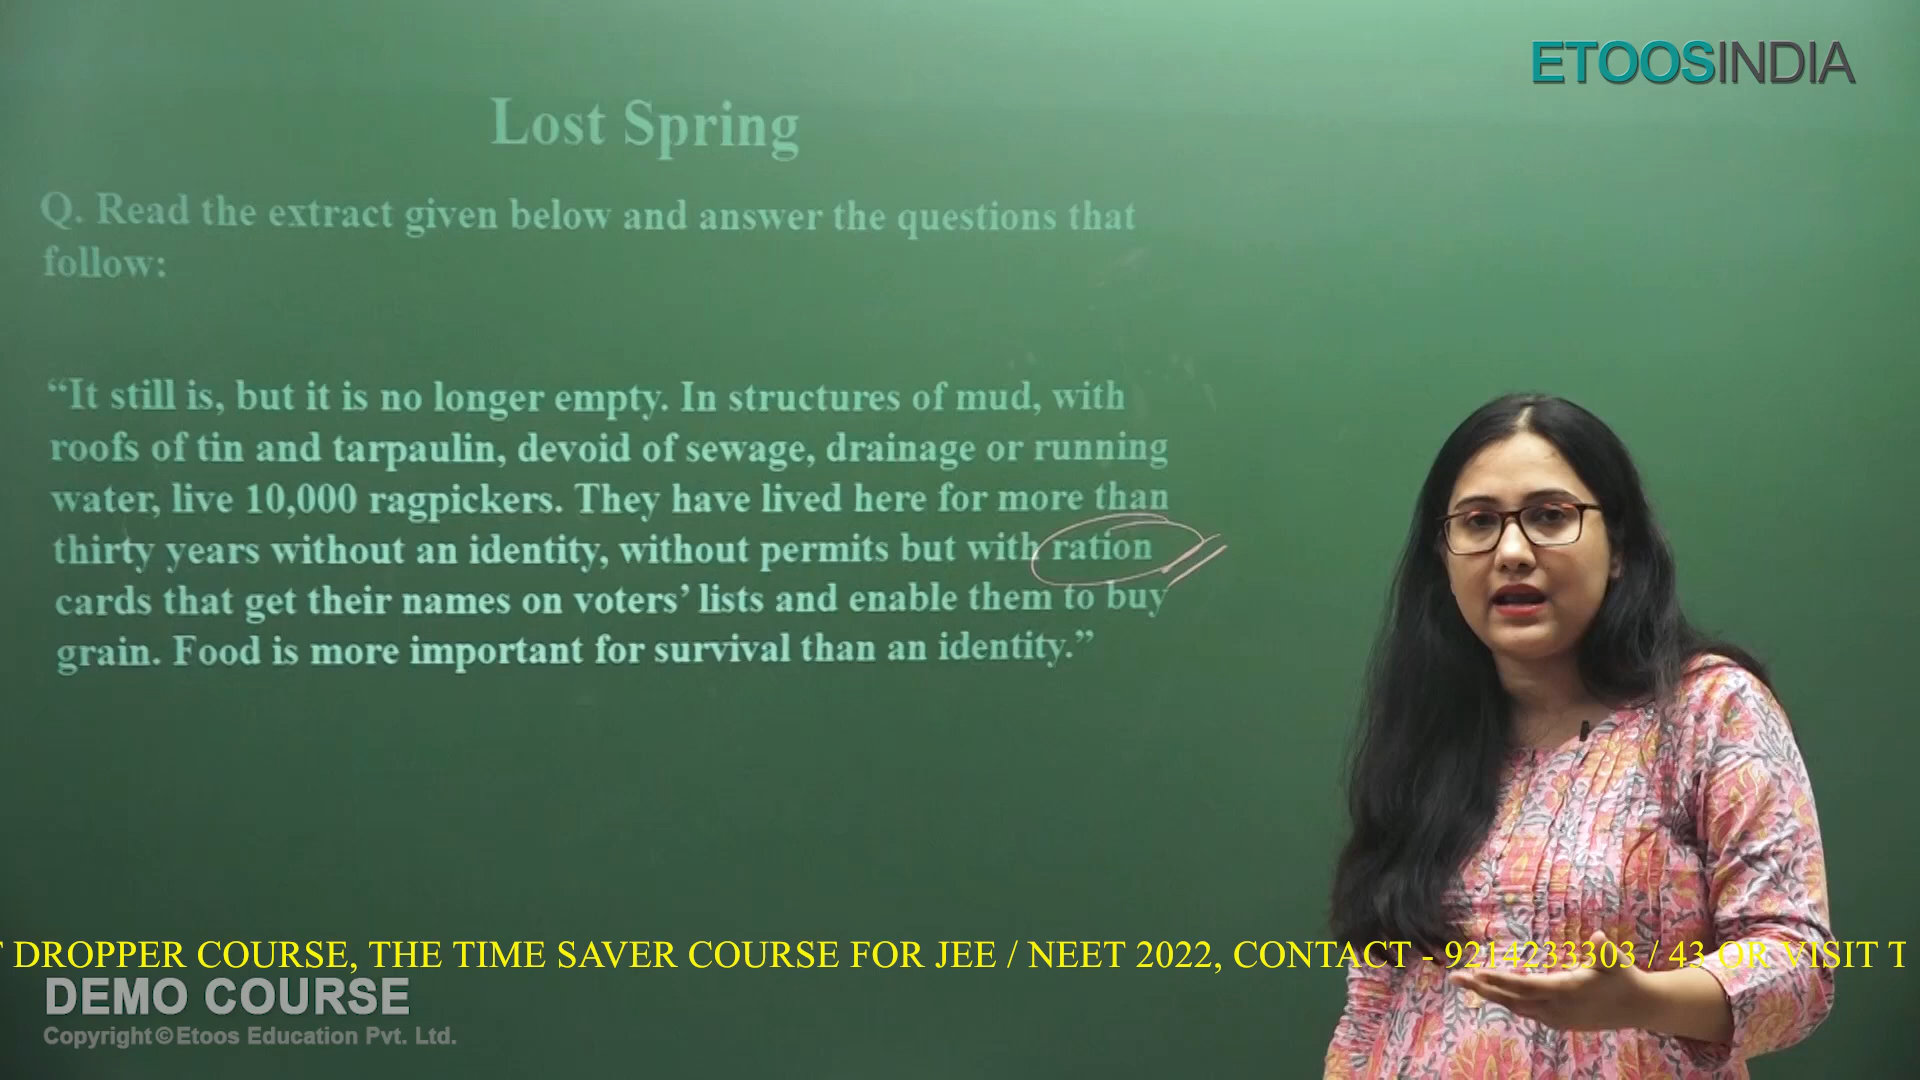 ETOOSINDIA
Lost Spring
Q. Read the extract given below and answer the questions that
follow:
“It still is, but it is no longer empty. In structures of mud, with
roofs of tin and tarpaulin, devoid of sewage, drainage or running
water, live 10,000 ragpickers. They have lived here for more than
thirty years without an identity, without permits but with ration
cards that get their names on voters’ lists and enable them to buy
grain. Food is more important for survival than an identity.”
DROPPER COURSE, THE TIME SAVER COURSE FOR JEE / NEET 2022, CONTACT - 9214233303 / 43 OR VISIT T
DEMO COURSE
Copyright © Etoos Education Pvt. Ltd.